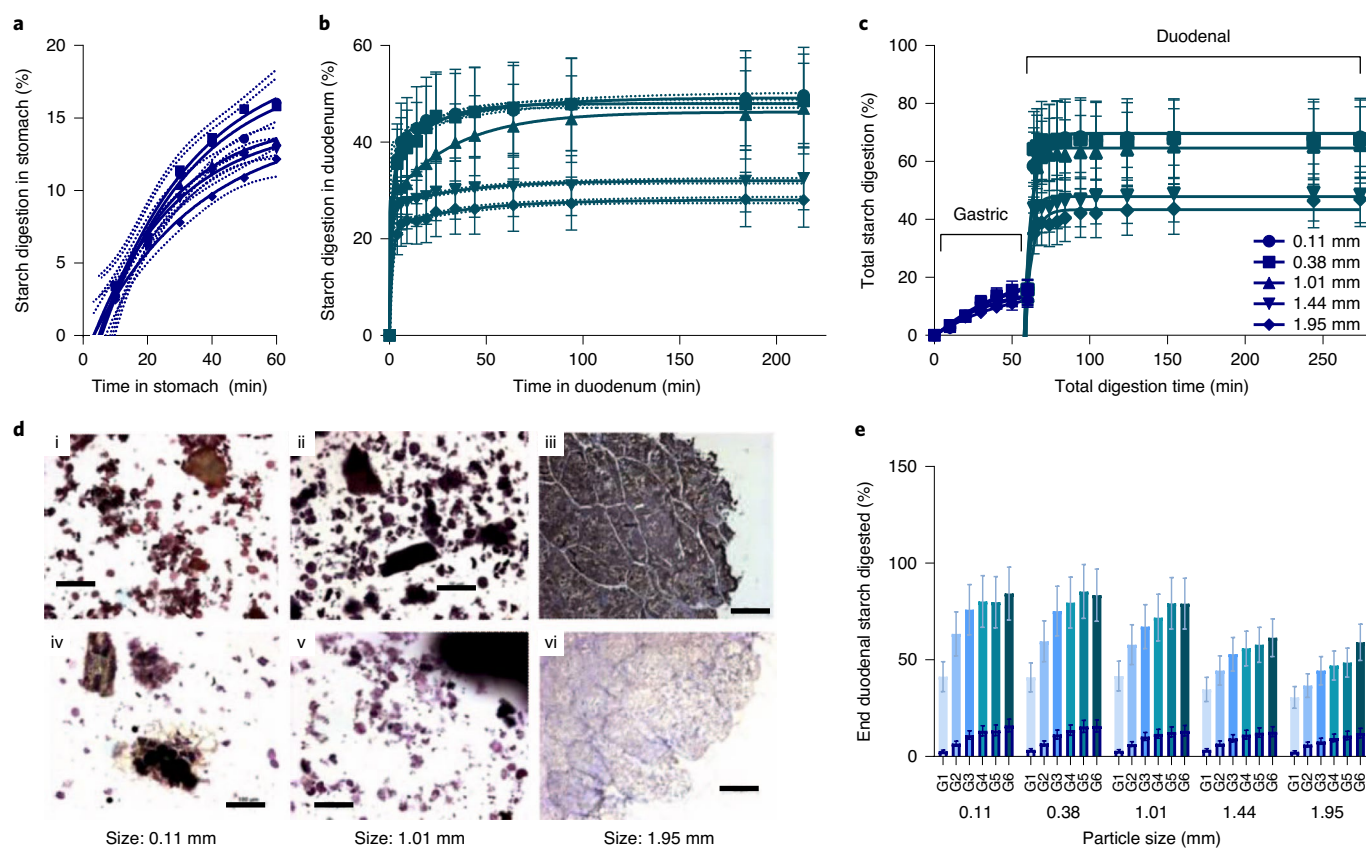 a
Starch digestion in stomach (%)
20
15
10
5
0
0
20
40
60
Time in stomach (min)
b
Starch digestion in duodenum (%)
60
40
20
0
0
50
100
150
200
Time in duodenum (min)
c
Total starch digestion (%)
100
80
60
40
20
0
Duodenal
Gastric
0.11 mm
0.38 mm
1.01 mm
1.44 mm
1.95 mm
0
50
100
150
200
250
Total digestion time (min)
d
i
ii
iii
iv
v
vi
Size: 0.11 mm
Size: 1.01 mm
Size: 1.95 mm
e
End duodenal starch digested (%)
150
100
50
0
G1 G2 G3 G4 G5 G6
G1 G2 G3 G4 G5 G6
G1 G2 G3 G4 G5 G6
G1 G2 G3 G4 G5 G6
G1 G2 G3 G4 G5 G6
0.11
0.38
1.01
1.44
1.95
Particle size (mm)